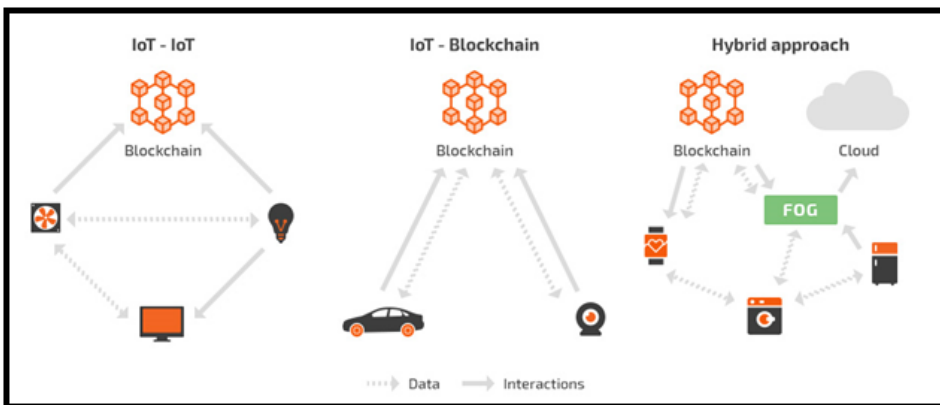 IoT - IoT
IoT - Blockchain
Hybrid approach
Blockchain
Blockchain
Blockchain
Cloud
FOG
Data
Interactions